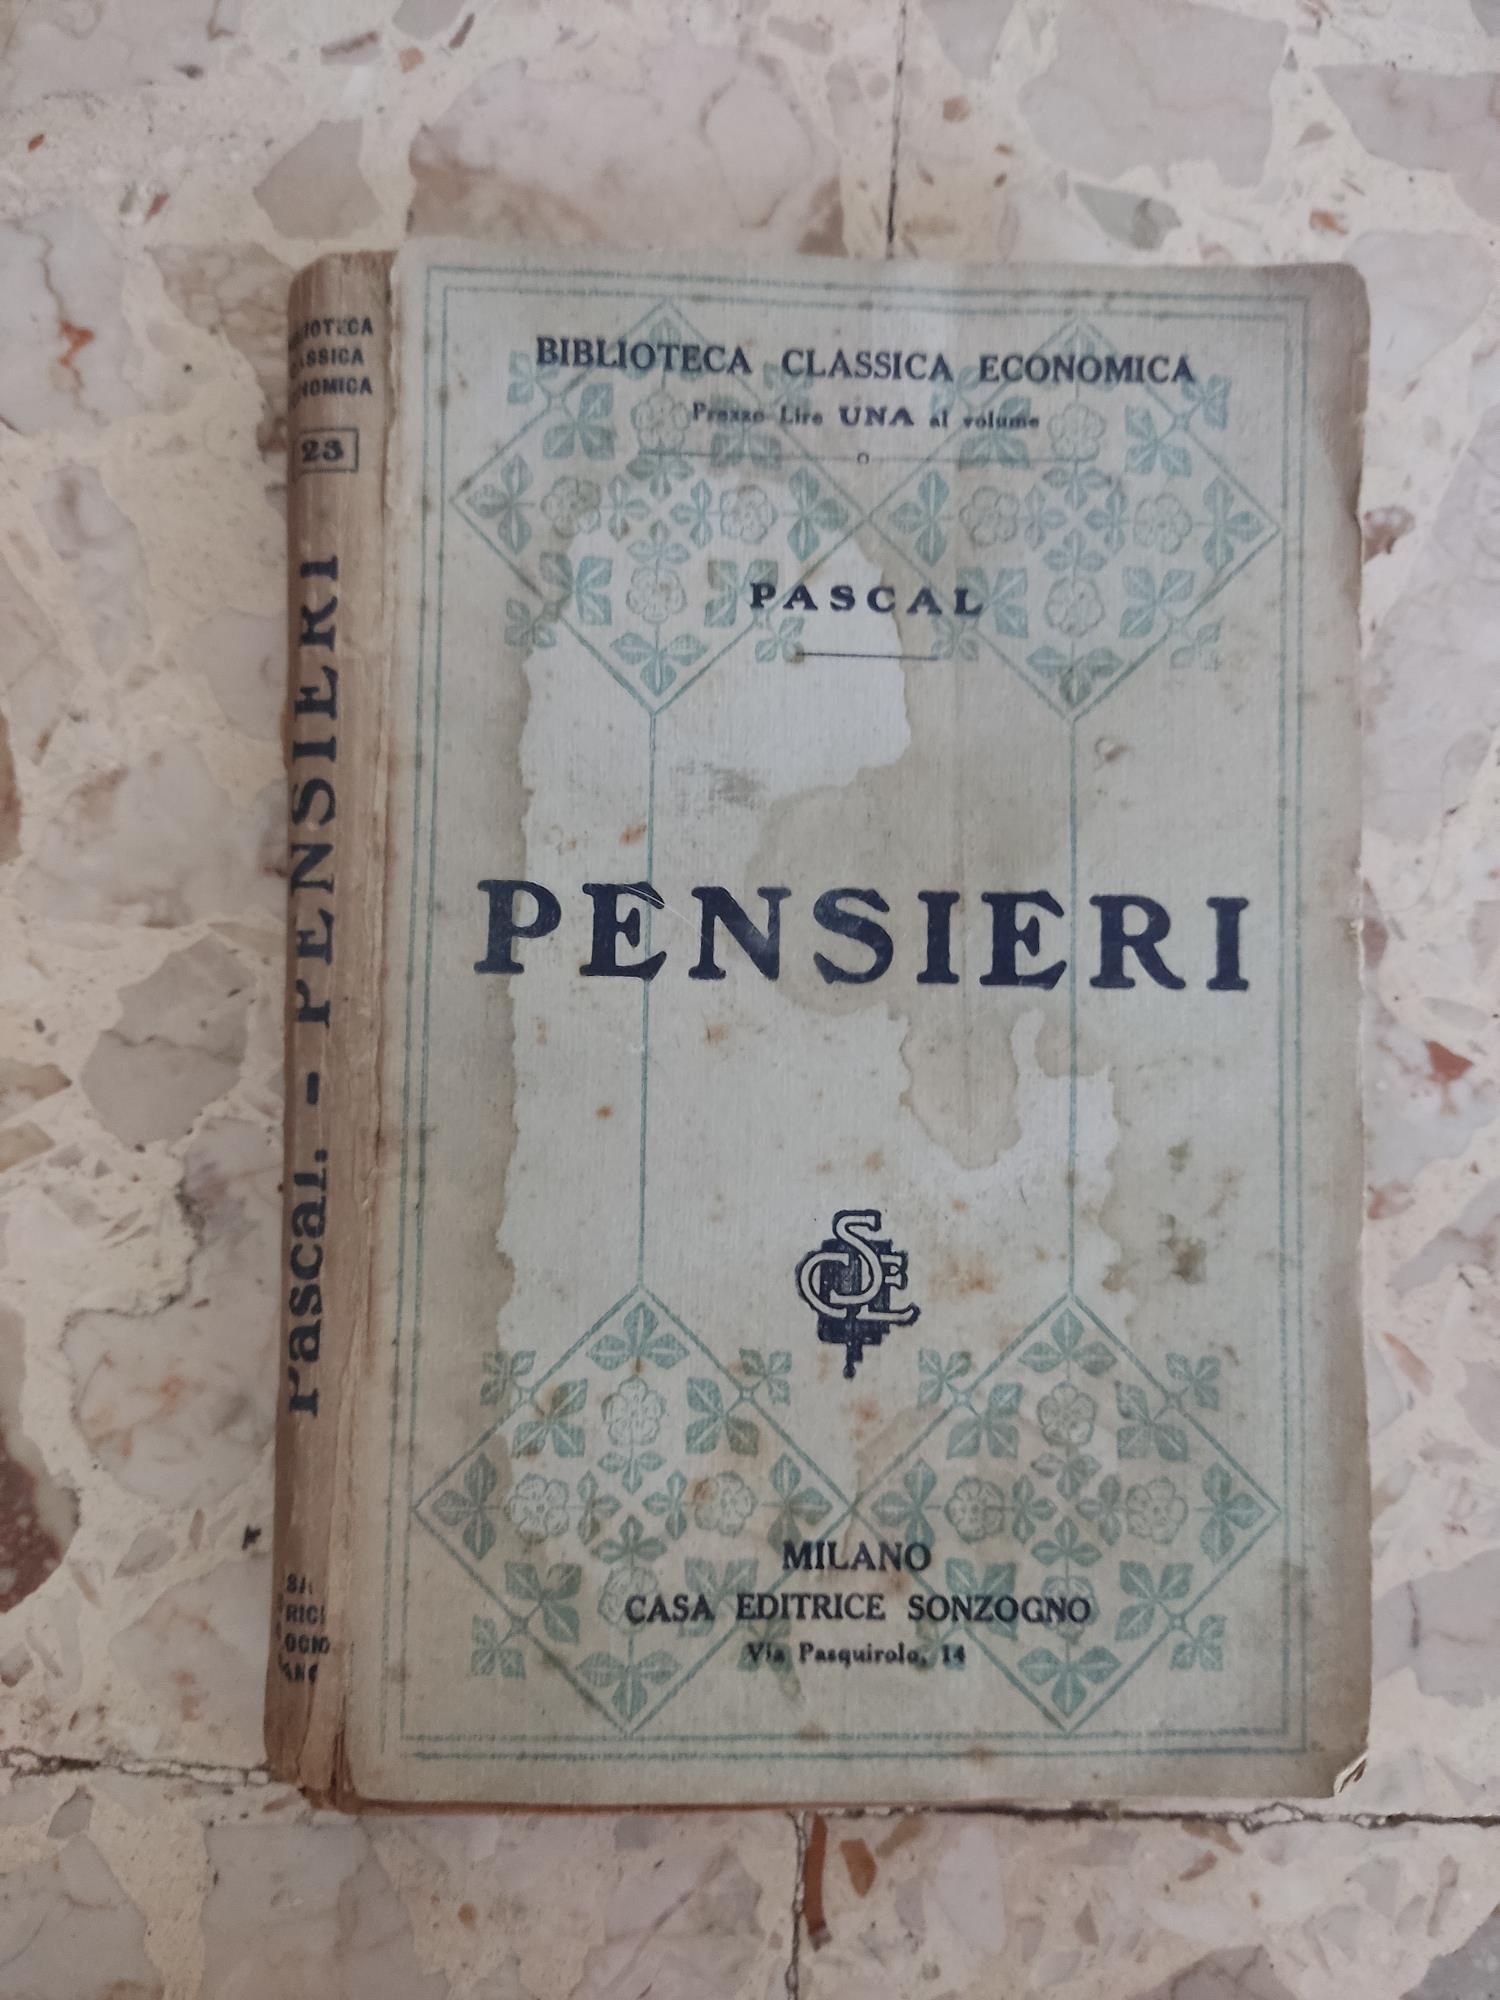 BIBLIOTECA CLASSICA ECONOMICA
Prezzo Lire UNA al volume
PASCAL
PENSIERI
CSE
MILANO
CASA EDITRICE SONZOGNO
Via Pasquirolo, 14
23
Pascal. - PENSIERI